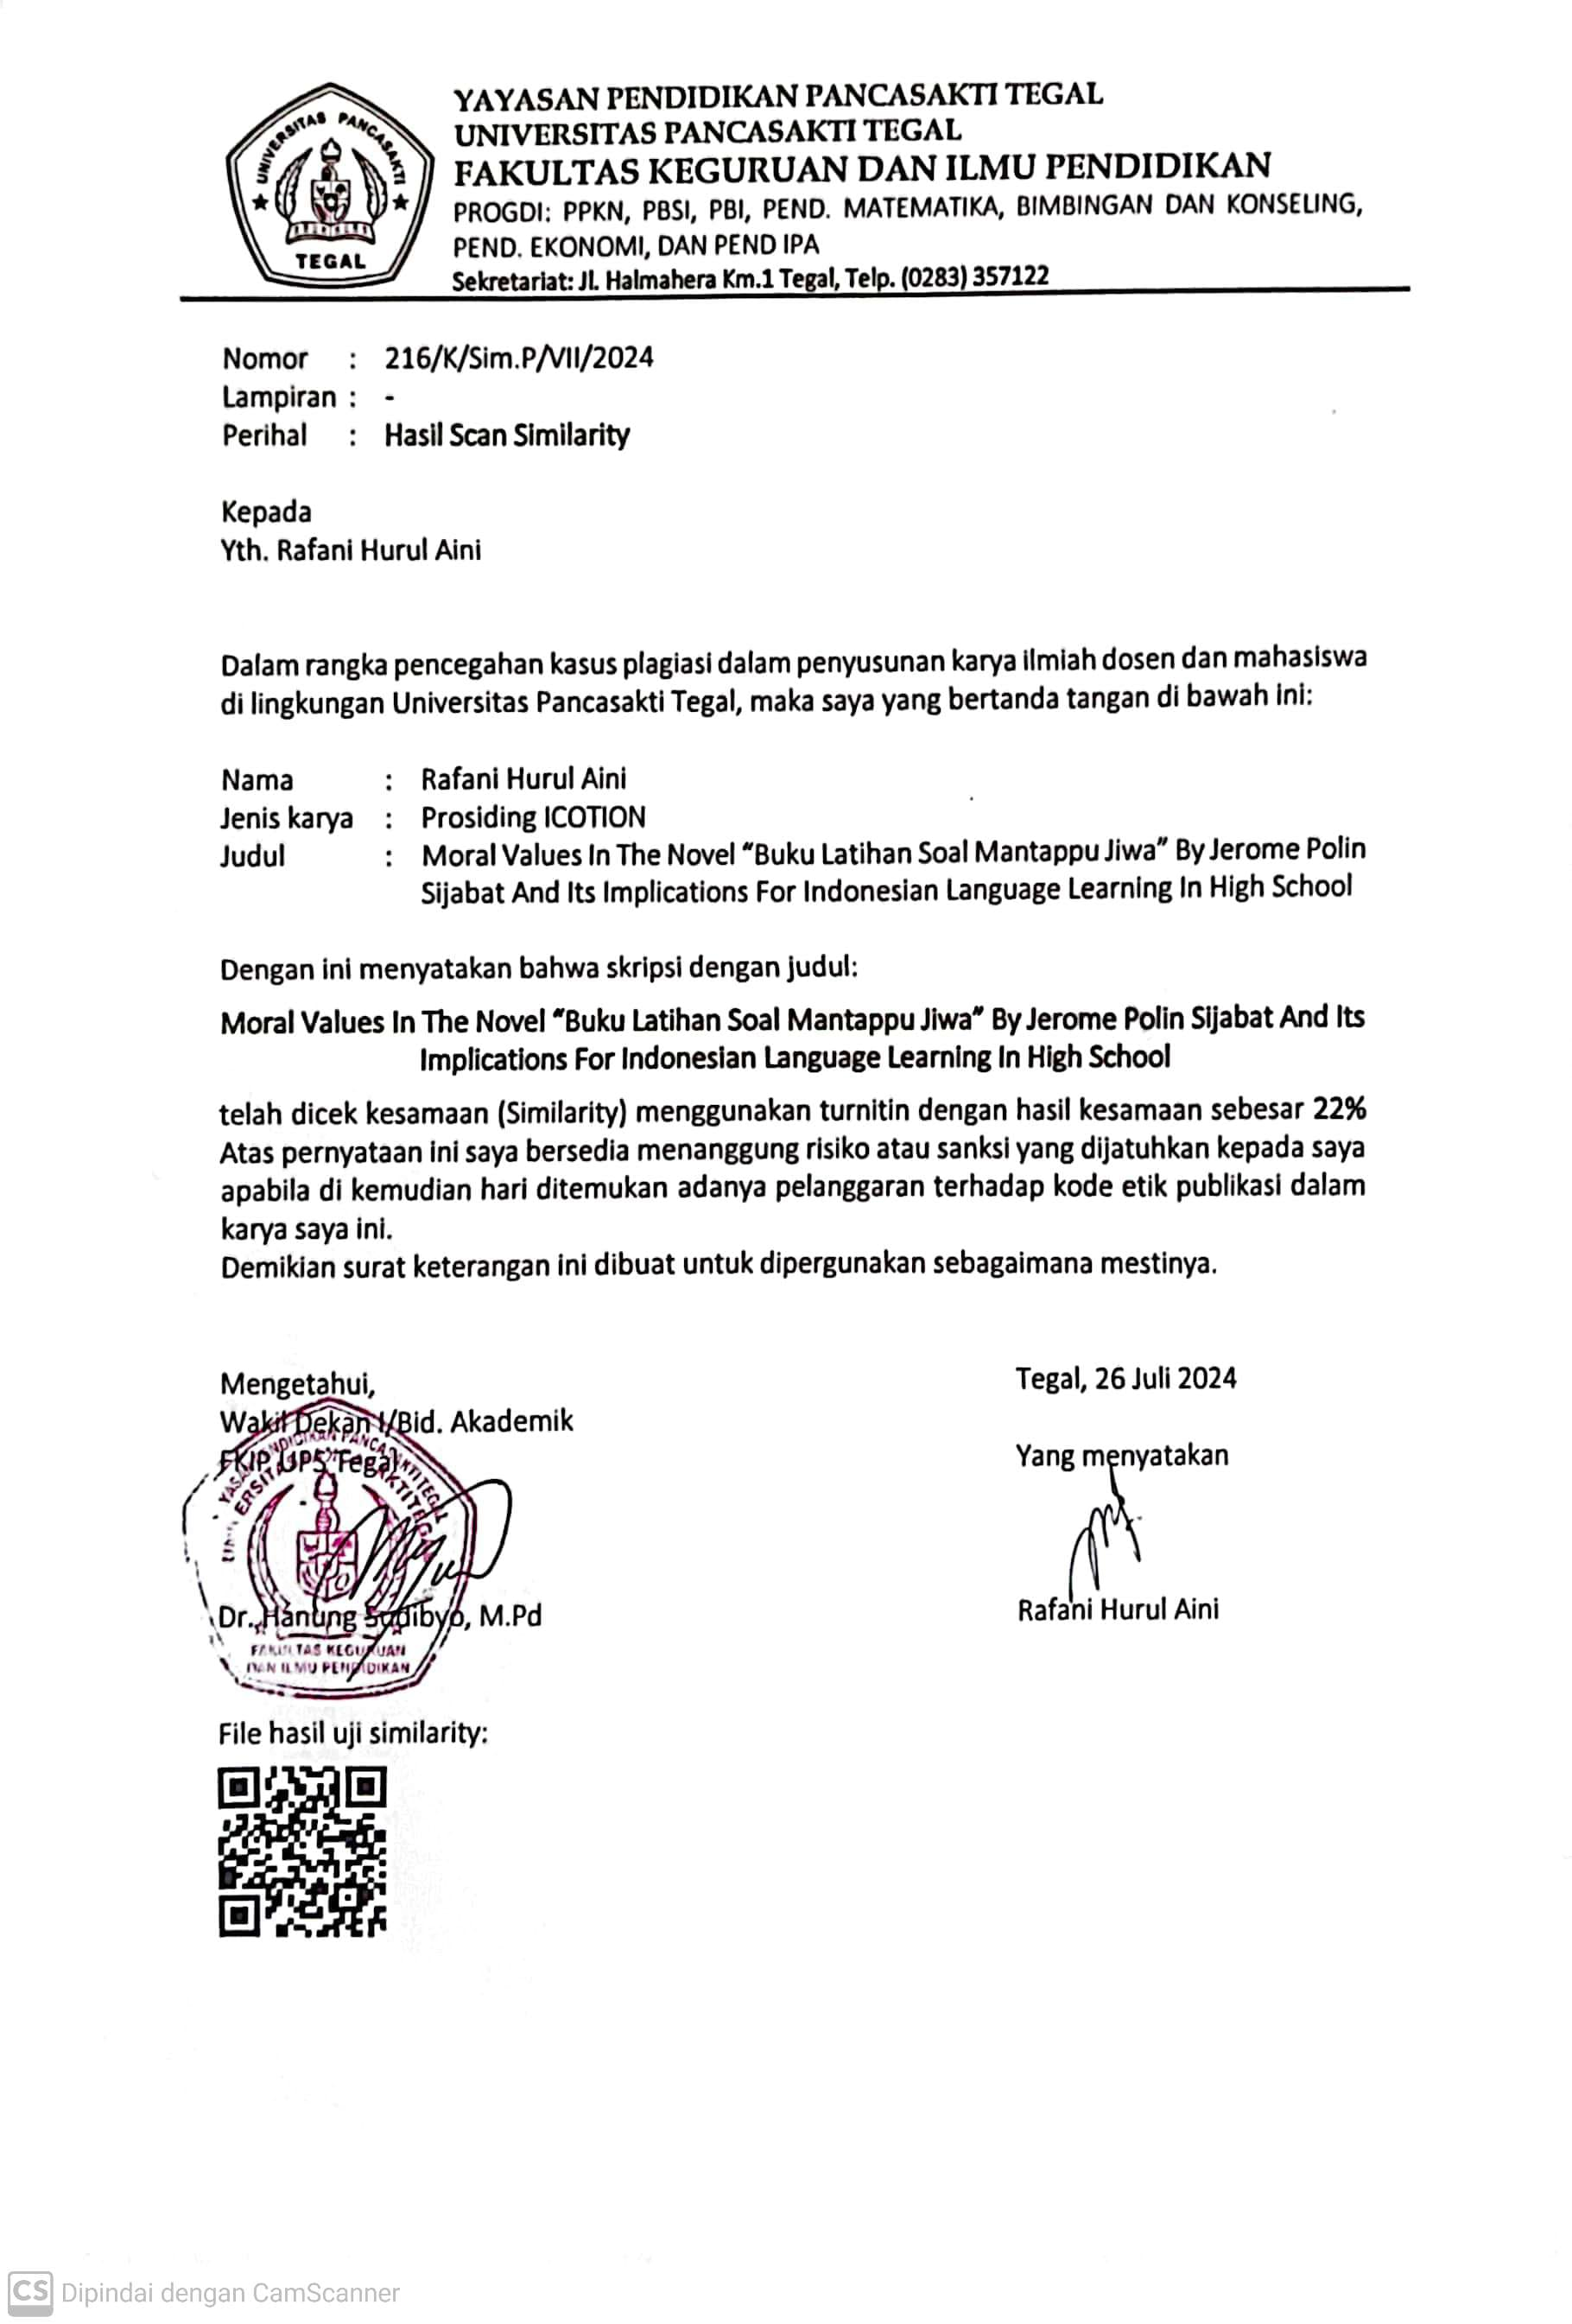 UNIVERSITAS PANCASAKTI
TEGAL
YAYASAN PENDIDIKAN PANCASAKTI TEGAL
UNIVERSITAS PANCASAKTI TEGAL
FAKULTAS KEGURUAN DAN ILMU PENDIDIKAN
PROGDI: PPKN, PBSI, PBI, PEND. MATEMATIKA, BIMBINGAN DAN KONSELING,
PEND. EKONOMI, DAN PEND IPA
Sekretariat: Jl. Halmahera Km.1 Tegal, Telp. (0283) 357122
Nomor : 216/K/Sim.P/VII/2024
Lampiran : -
Perihal : Hasil Scan Similarity
Kepada
Yth. Rafani Hurul Aini
Dalam rangka pencegahan kasus plagiasi dalam penyusunan karya ilmiah dosen dan mahasiswa
di lingkungan Universitas Pancasakti Tegal, maka saya yang bertanda tangan di bawah ini:
Nama : Rafani Hurul Aini
Jenis karya : Prosiding ICOTION
Judul : Moral Values In The Novel “Buku Latihan Soal Mantappu Jiwa” By Jerome Polin
Sijabat And Its Implications For Indonesian Language Learning In High School
Dengan ini menyatakan bahwa skripsi dengan judul:
Moral Values In The Novel “Buku Latihan Soal Mantappu Jiwa” By Jerome Polin Sijabat And Its
Implications For Indonesian Language Learning In High School
telah dicek kesamaan (Similarity) menggunakan turnitin dengan hasil kesamaan sebesar 22%
Atas pernyataan ini saya bersedia menanggung risiko atau sanksi yang dijatuhkan kepada saya
apabila di kemudian hari ditemukan adanya pelanggaran terhadap kode etik publikasi dalam
karya saya ini.
Demikian surat keterangan ini dibuat untuk dipergunakan sebagaimana mestinya.
Tegal, 26 Juli 2024
Mengetahui,
Wakil Dekan I/Bid. Akademik
FKIP UPS Tegal
Yang menyatakan
Dr. Hanung Sudibyo, M.Pd
Rafani Hurul Aini
FAKULTAS KEGURUAN
DAN ILMU PENDIDIKAN
File hasil uji similarity:
CS Dipindai dengan CamScanner